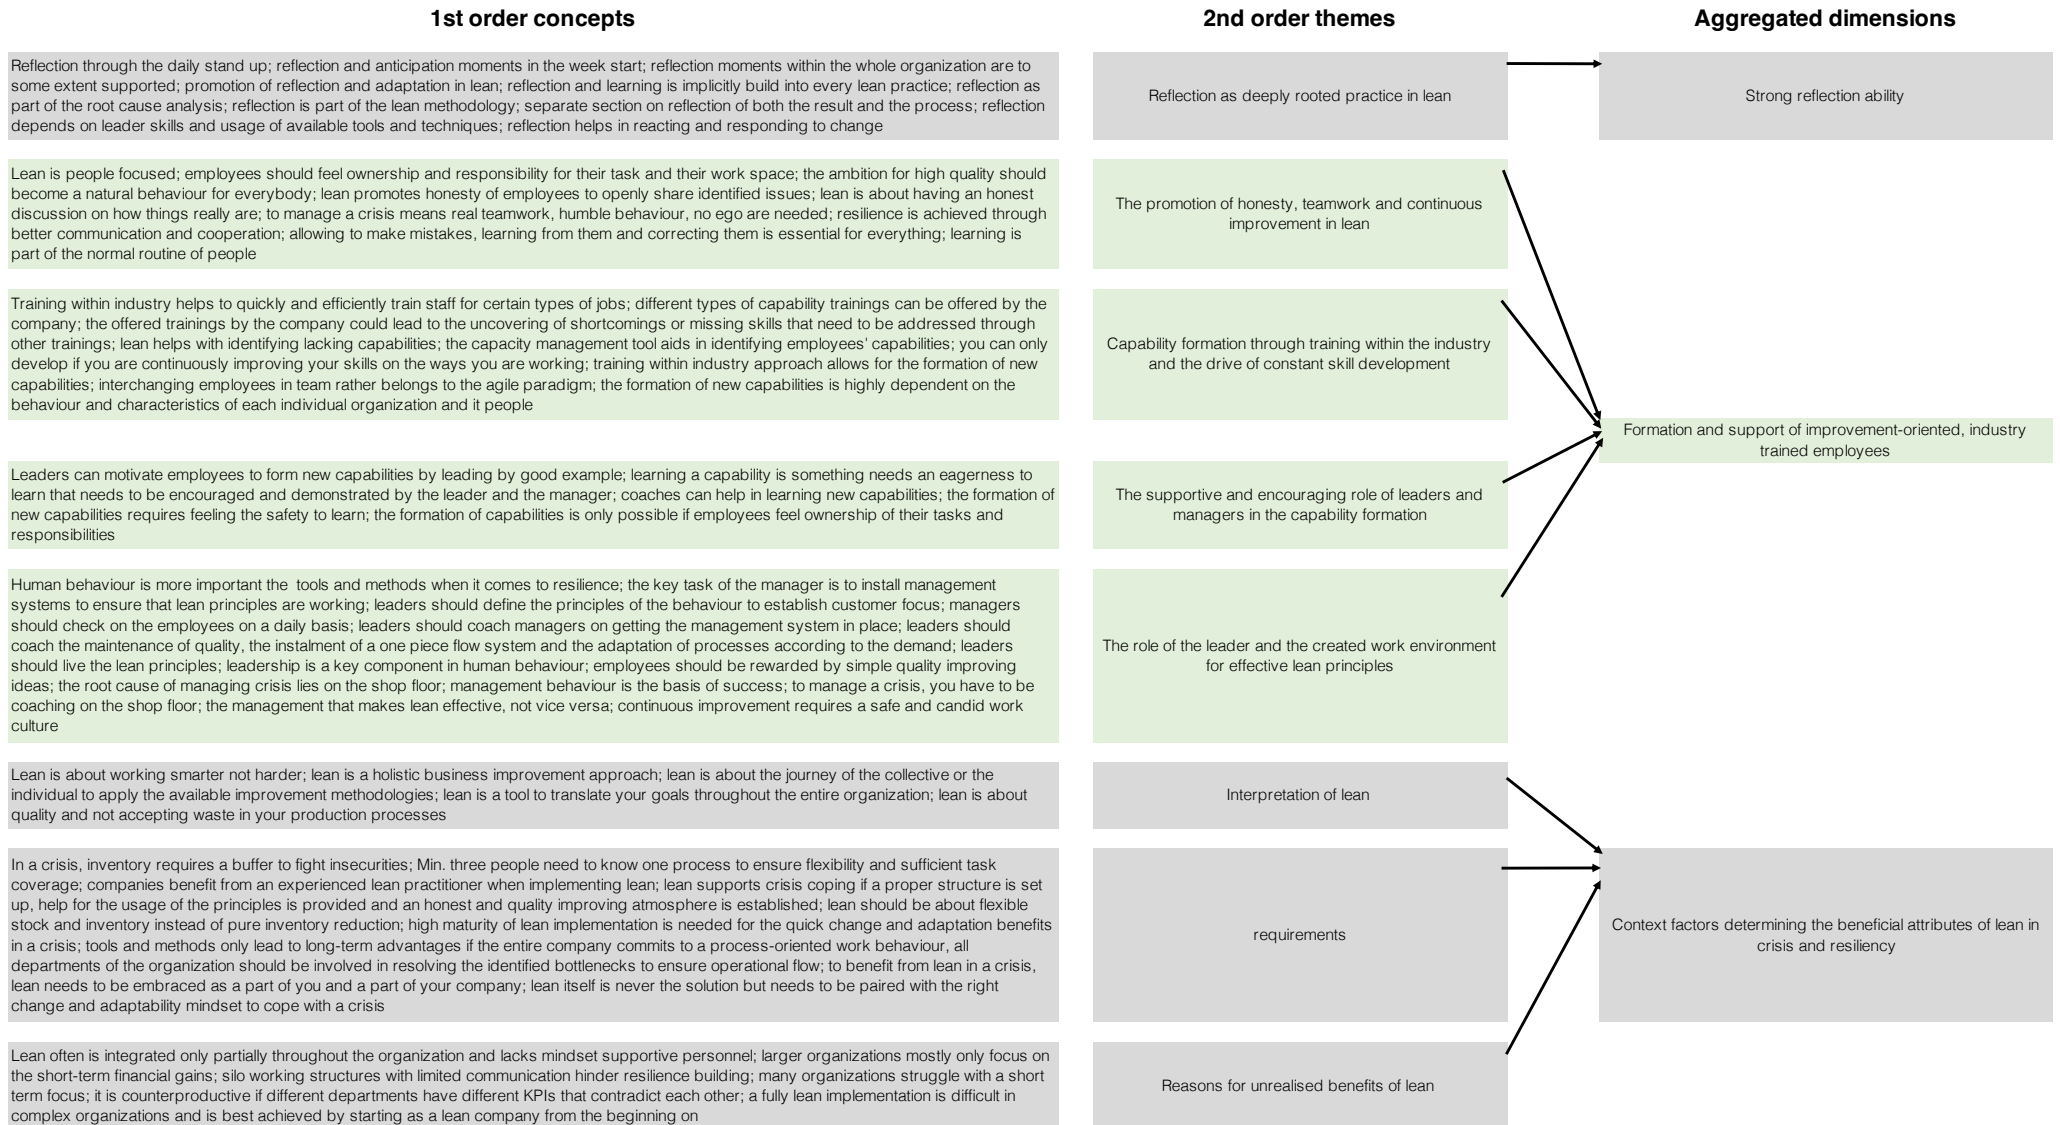 1st order concepts
2nd order themes
Aggregated dimensions
Reflection through the daily stand up; reflection and anticipation moments in the week start; reflection moments within the whole organization are to
some extent supported; promotion of reflection and adaptation in lean; reflection and learning is implicitly build into every lean practice; reflection as
part of the root cause analysis; reflection is part of the lean methodology; separate section on reflection of both the result and the process; reflection
depends on leader skills and usage of available tools and techniques; reflection helps in reacting and responding to change
Reflection as deeply rooted practice in lean
Strong reflection ability
Lean is people focused; employees should feel ownership and responsibility for their task and their work space; the ambition for high quality should
become a natural behaviour for everybody; lean promotes honesty of employees to openly share identified issues; lean is about having an honest
discussion on how things really are; to manage a crisis means real teamwork, humble behaviour, no ego are needed; resilience is achieved through
better communication and cooperation; allowing to make mistakes, learning from them and correcting them is essential for everything; learning is
part of the normal routine of people
The promotion of honesty, teamwork and continuous
improvement in lean
Training within industry helps to quickly and efficiently train staff for certain types of jobs; different types of capability trainings can be offered by the
company; the offered trainings by the company could lead to the uncovering of shortcomings or missing skills that need to be addressed through
other trainings; lean helps with identifying lacking capabilities; the capacity management tool aids in identifying employees' capabilities; you can only
develop if you are continuously improving your skills on the ways you are working; training within industry approach allows for the formation of new
capabilities; interchanging employees in team rather belongs to the agile paradigm; the formation of new capabilities is highly dependent on the
behaviour and characteristics of each individual organization and it people
Capability formation through training within the industry
and the drive of constant skill development
Formation and support of improvement-oriented, industry
trained employees
Leaders can motivate employees to form new capabilities by leading by good example; learning a capability is something needs an eagerness to
learn that needs to be encouraged and demonstrated by the leader and the manager; coaches can help in learning new capabilities; the formation of
new capabilities requires feeling the safety to learn; the formation of capabilities is only possible if employees feel ownership of their tasks and
responsibilities
The supportive and encouraging role of leaders and
managers in the capability formation
Human behaviour is more important the  tools and methods when it comes to resilience; the key task of the manager is to install management
systems to ensure that lean principles are working; leaders should define the principles of the behaviour to establish customer focus; managers
should check on the employees on a daily basis; leaders should coach managers on getting the management system in place; leaders should
coach the maintenance of quality, the instalment of a one piece flow system and the adaptation of processes according to the demand; leaders
should live the lean principles; leadership is a key component in human behaviour; employees should be rewarded by simple quality improving
ideas; the root cause of managing crisis lies on the shop floor; management behaviour is the basis of success; to manage a crisis, you have to be
coaching on the shop floor; the management that makes lean effective, not vice versa; continuous improvement requires a safe and candid work
culture
The role of the leader and the created work environment
for effective lean principles
Lean is about working smarter not harder; lean is a holistic business improvement approach; lean is about the journey of the collective or the
individual to apply the available improvement methodologies; lean is a tool to translate your goals throughout the entire organization; lean is about
quality and not accepting waste in your production processes
Interpretation of lean
In a crisis, inventory requires a buffer to fight insecurities; Min. three people need to know one process to ensure flexibility and sufficient task
coverage; companies benefit from an experienced lean practitioner when implementing lean; lean supports crisis coping if a proper structure is set
up, help for the usage of the principles is provided and an honest and quality improving atmosphere is established; lean should be about flexible
stock and inventory instead of pure inventory reduction; high maturity of lean implementation is needed for the quick change and adaptation benefits
in a crisis; tools and methods only lead to long-term advantages if the entire company commits to a process-oriented work behaviour, all
departments of the organization should be involved in resolving the identified bottlenecks to ensure operational flow; to benefit from lean in a crisis,
lean needs to be embraced as a part of you and a part of your company; lean itself is never the solution but needs to be paired with the right
change and adaptability mindset to cope with a crisis
requirements
Context factors determining the beneficial attributes of lean in
crisis and resiliency
Lean often is integrated only partially throughout the organization and lacks mindset supportive personnel; larger organizations mostly only focus on
the short-term financial gains; silo working structures with limited communication hinder resilience building; many organizations struggle with a short
term focus; it is counterproductive if different departments have different KPIs that contradict each other; a fully lean implementation is difficult in
complex organizations and is best achieved by starting as a lean company from the beginning on
Reasons for unrealised benefits of lean